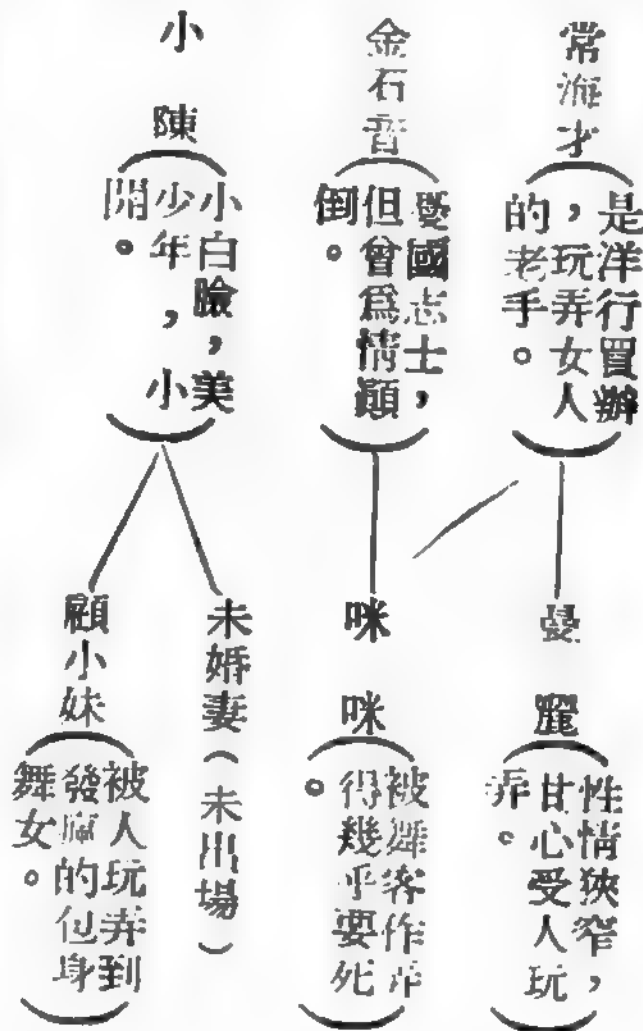 常海才（是洋行買辦
，玩弄女人
的老手。）
曼麗（性情狹窄，
甘心受人玩
弄。）
金石音（愛國志士，
但曾爲情顚
倒。）
咪咪（被舞客作弄
得幾乎要死
。）
小陳（小白臉，美
少年，小
開。）
未婚妻（未出場）
顧小妹（被人玩弄到
發瘋的包身
舞女。）